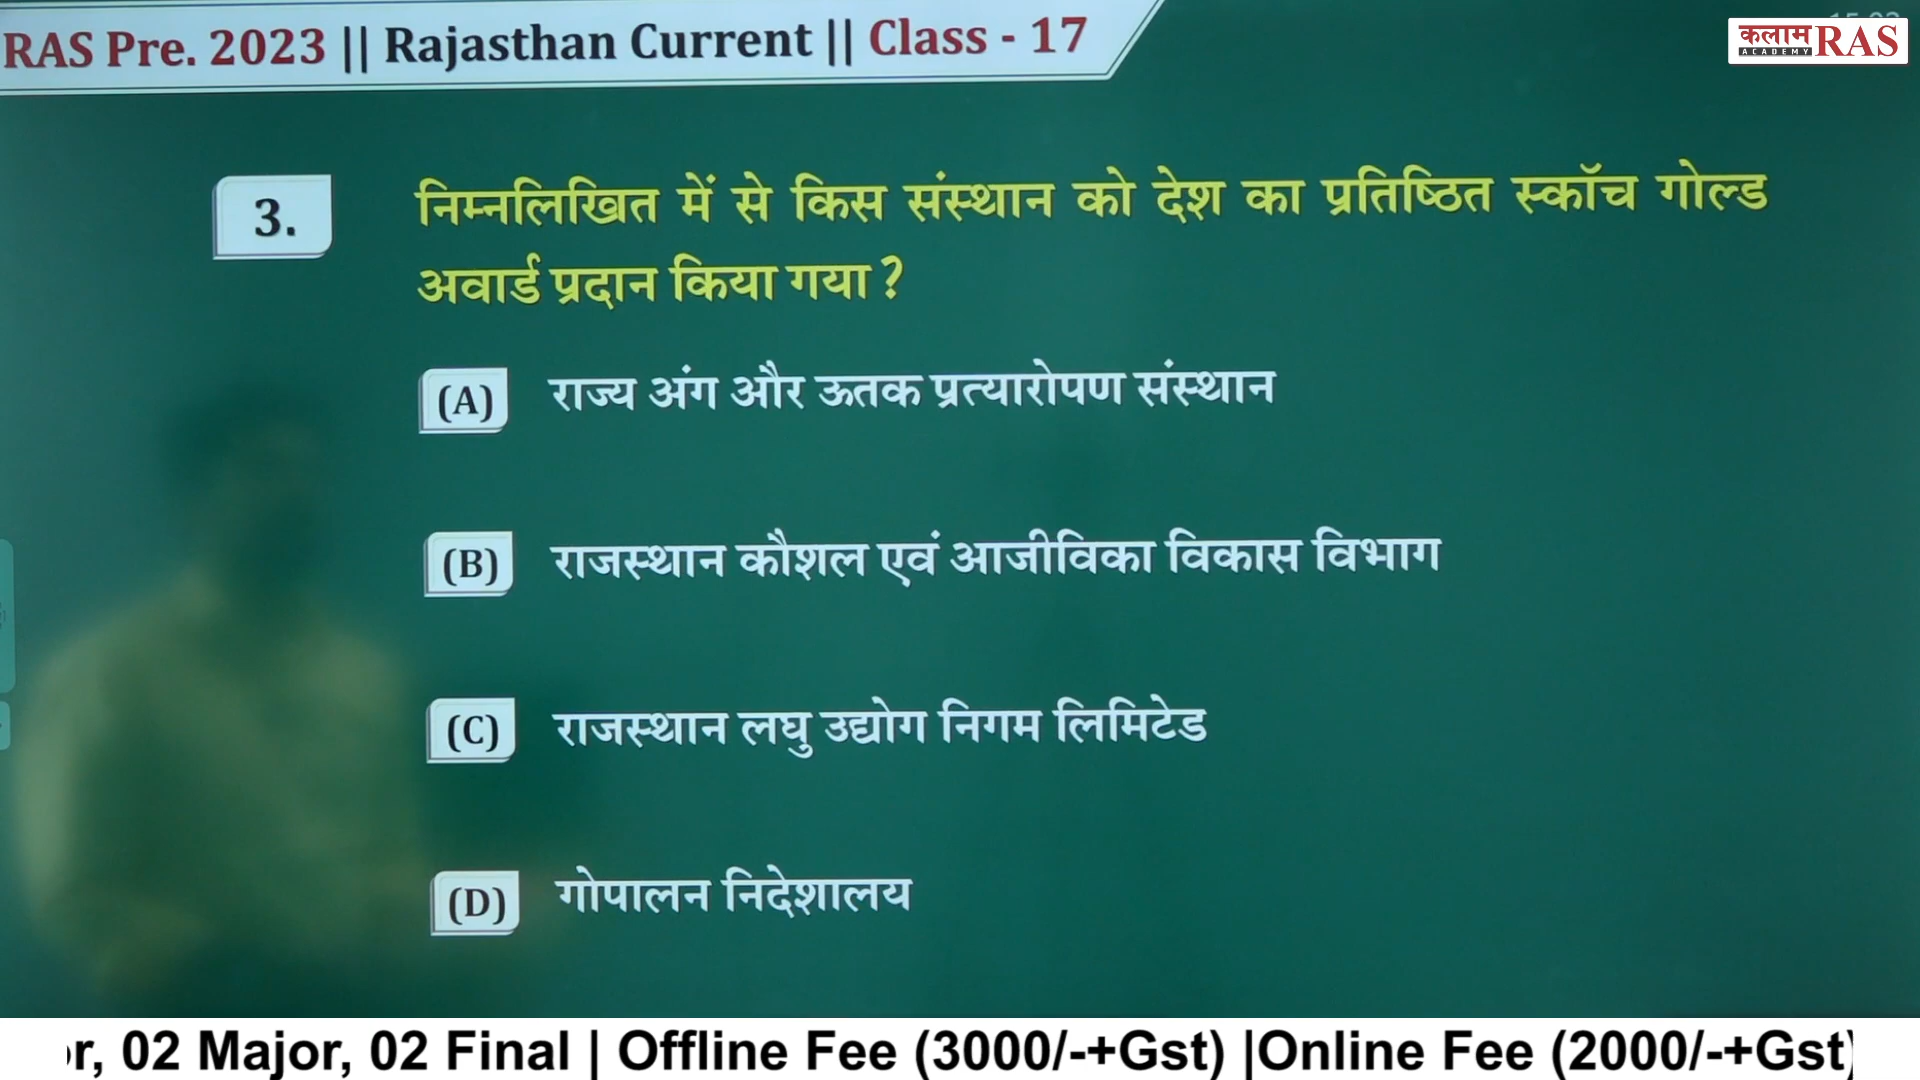 RAS Pre. 2023 || Rajasthan Current || Class - 17
कलाम RAS
ACADEMY
3. निम्नलिखित में से किस संस्थान को देश का प्रतिष्ठित स्कॉच गोल्ड
अवार्ड प्रदान किया गया ?
(A) राज्य अंग और ऊतक प्रत्यारोपण संस्थान
(B) राजस्थान कौशल एवं आजीविका विकास विभाग
(C) राजस्थान लघु उद्योग निगम लिमिटेड
(D) गोपालन निदेशालय
r, 02 Major, 02 Final | Offline Fee (3000/-+Gst) |Online Fee (2000/-+Gst)